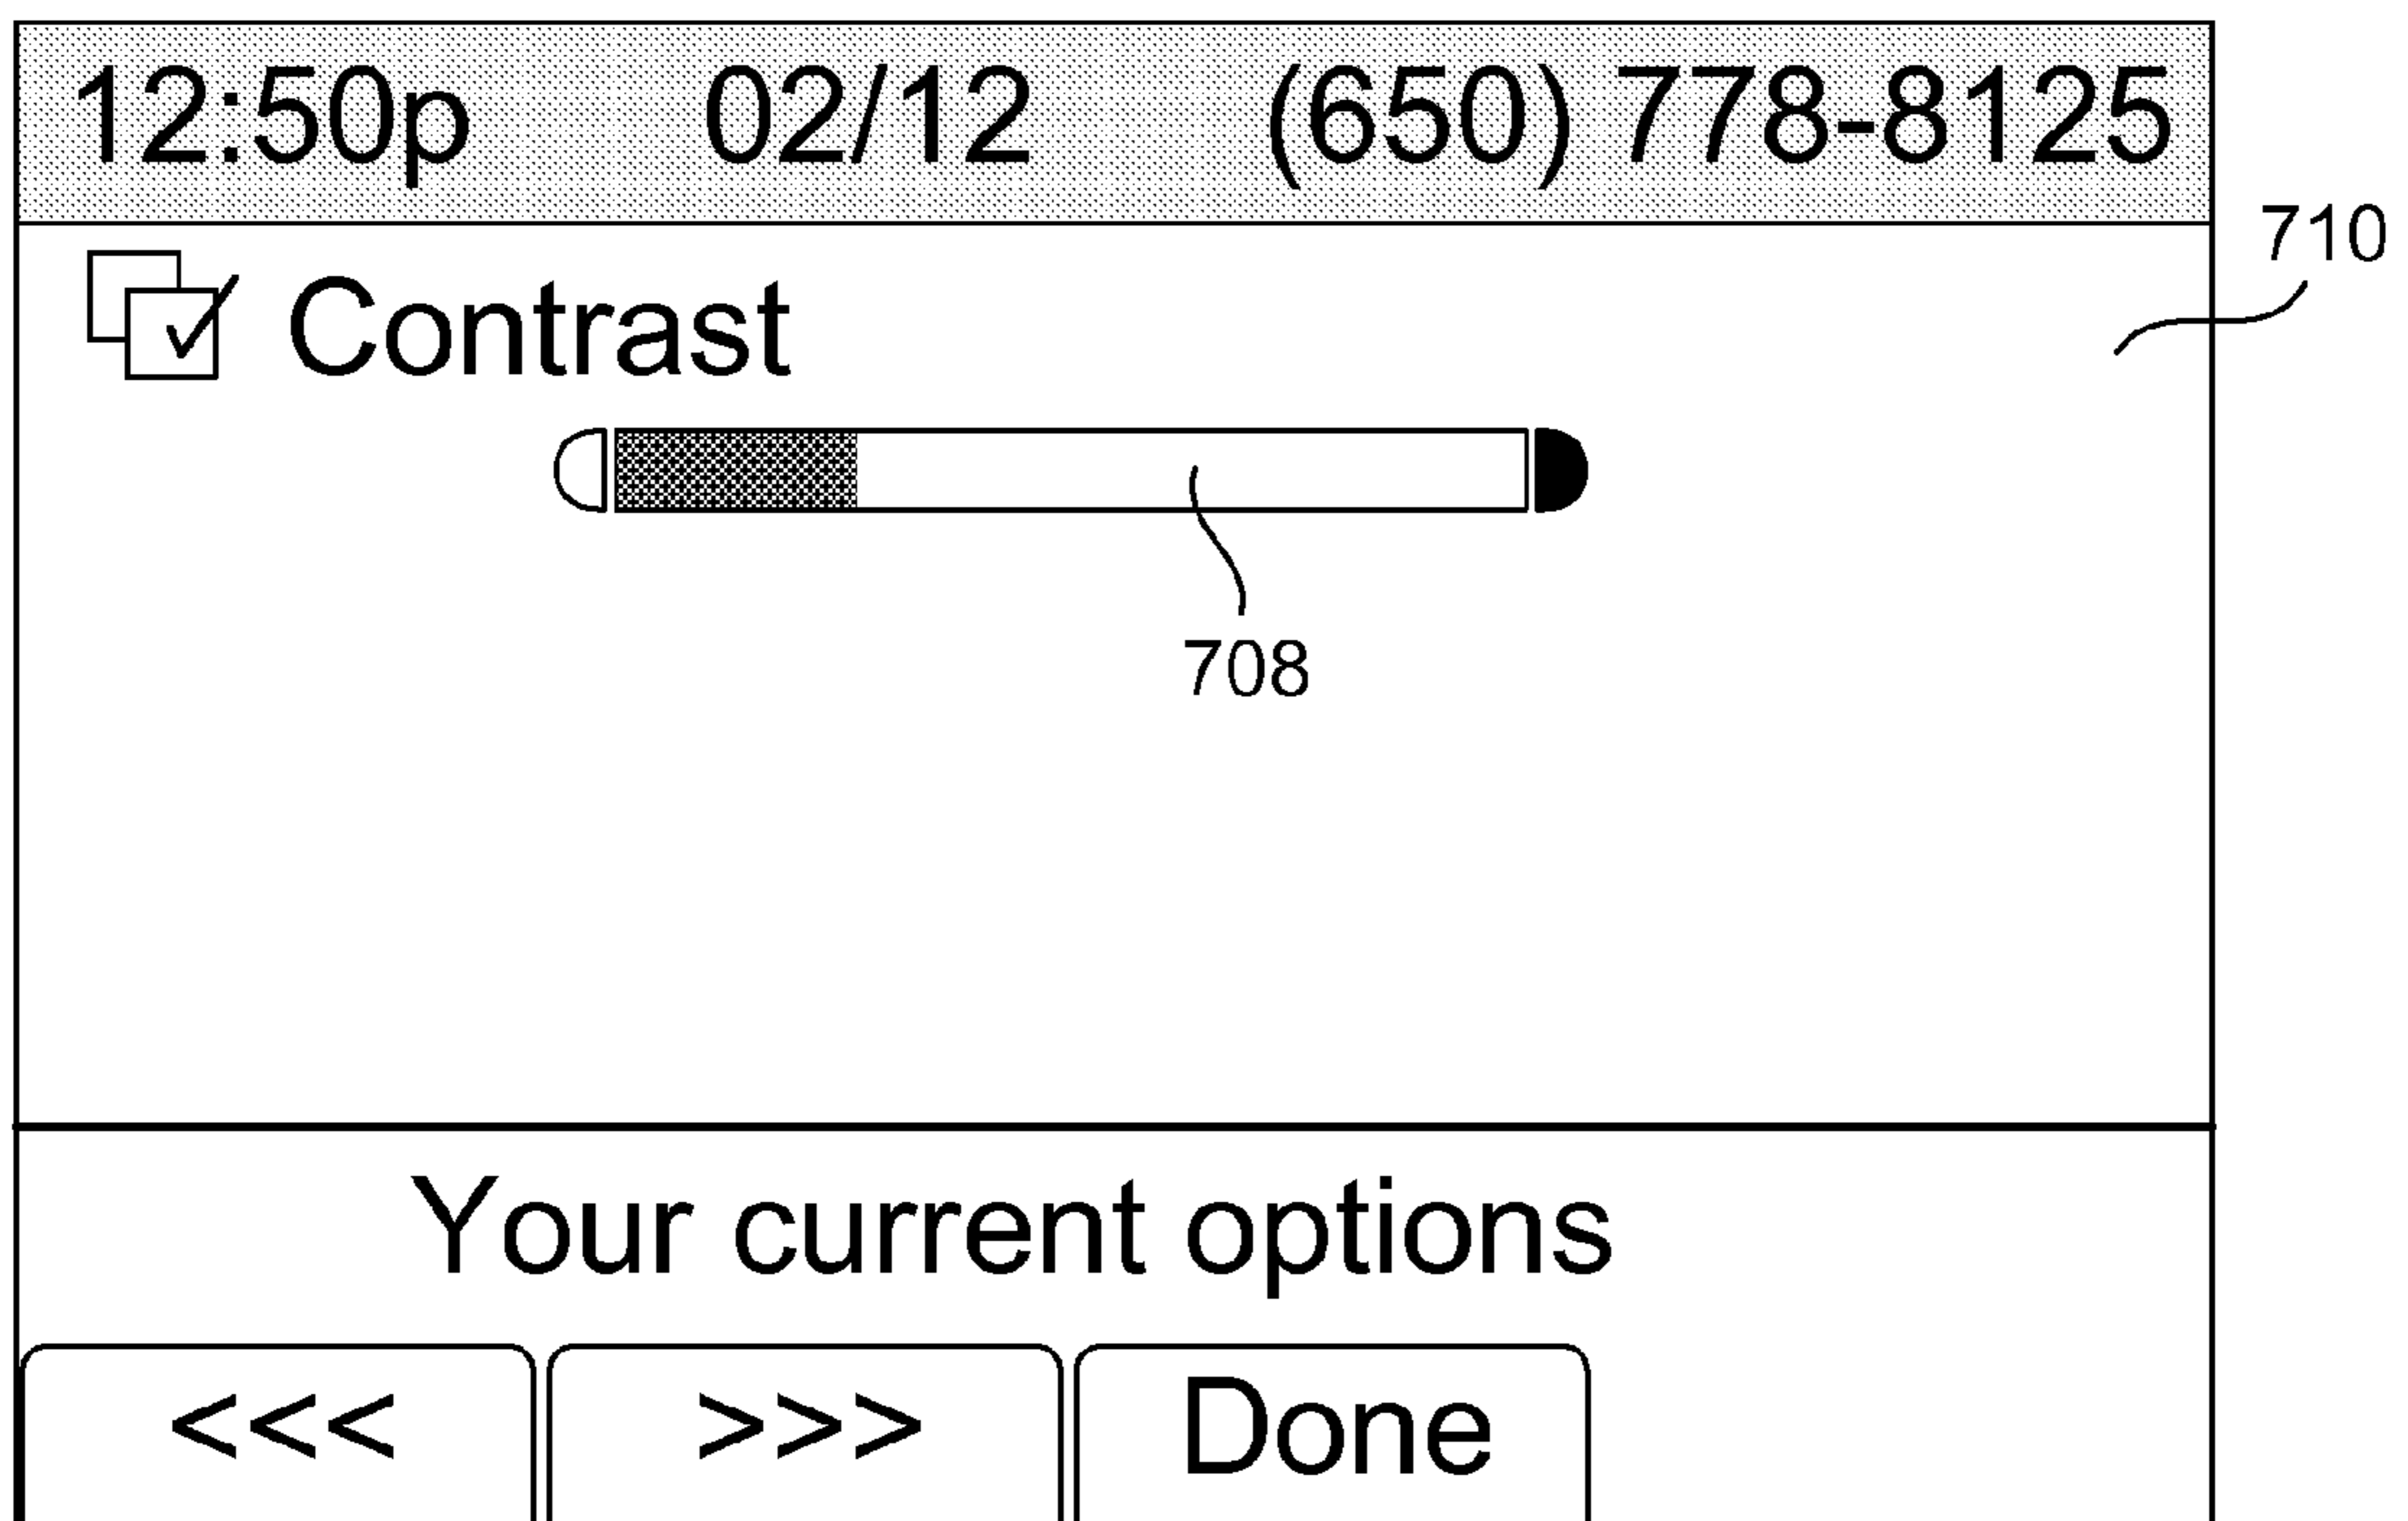 12:50p 02/12 (650) 778-8125
710
Contrast
708
Your current options
<<< >>> Done